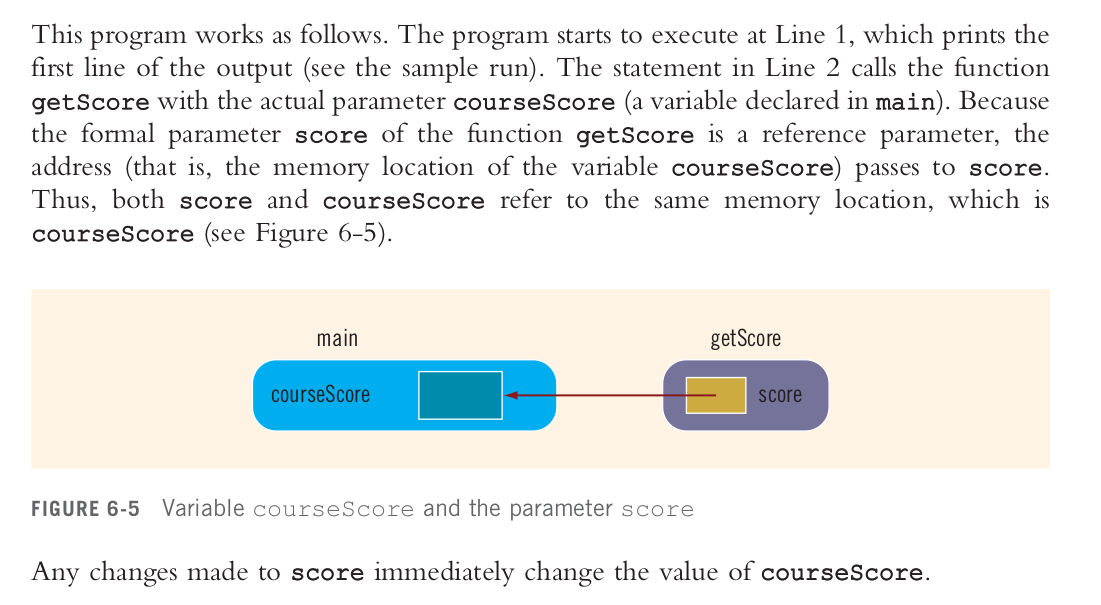 This program works as follows. The program starts to execute at Line 1, which prints the
first line of the output (see the sample run). The statement in Line 2 calls the function
getScore with the actual parameter courseScore (a variable declared in main). Because
the formal parameter score of the function getScore is a reference parameter, the
address (that is, the memory location of the variable courseScore) passes to score.
Thus, both score and courseScore refer to the same memory location, which is
courseScore (see Figure 6-5).
main
getScore
courseScore
score
FIGURE 6-5 Variable courseScore and the parameter score
Any changes made to score immediately change the value of courseScore.